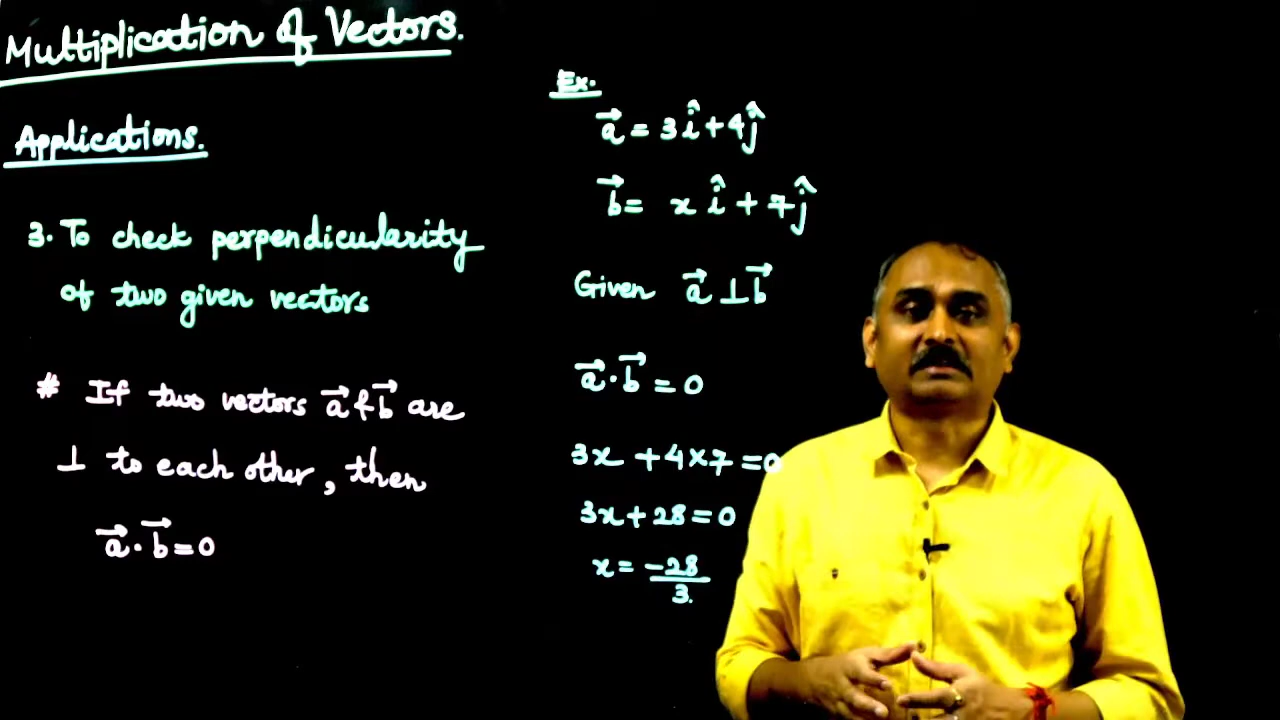 Multiplication of Vectors.
Applications.
3. To check perpendicularity
of two given vectors
# If two vectors a⃗ & b⃗ are
⊥ to each other, then
a⃗ · b⃗ = 0
Ex.
a⃗ = 3î + 4ĵ
b⃗ = x î + 7ĵ
Given a⃗ ⊥ b⃗
a⃗ · b⃗ = 0
3x + 4 × 7 = 0
3x + 28 = 0
x = -28/3.